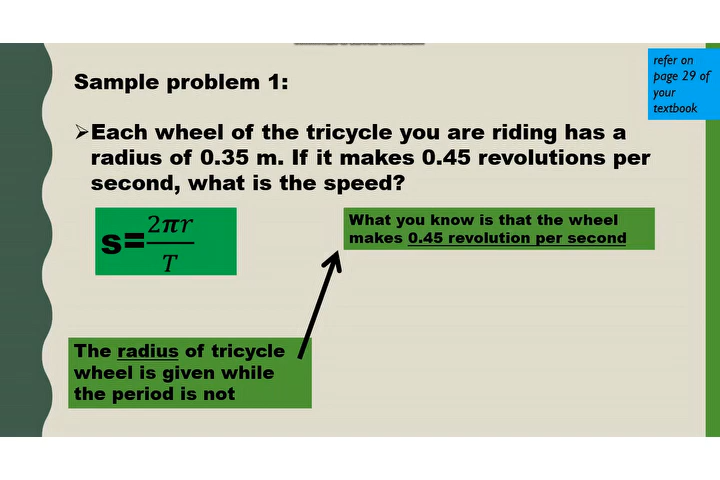 refer on
page 29 of
your
textbook
Sample problem 1:
➢Each wheel of the tricycle you are riding has a
radius of 0.35 m. If it makes 0.45 revolutions per
second, what is the speed?
s=2πr/T
What you know is that the wheel
makes 0.45 revolution per second
The radius of tricycle
wheel is given while
the period is not